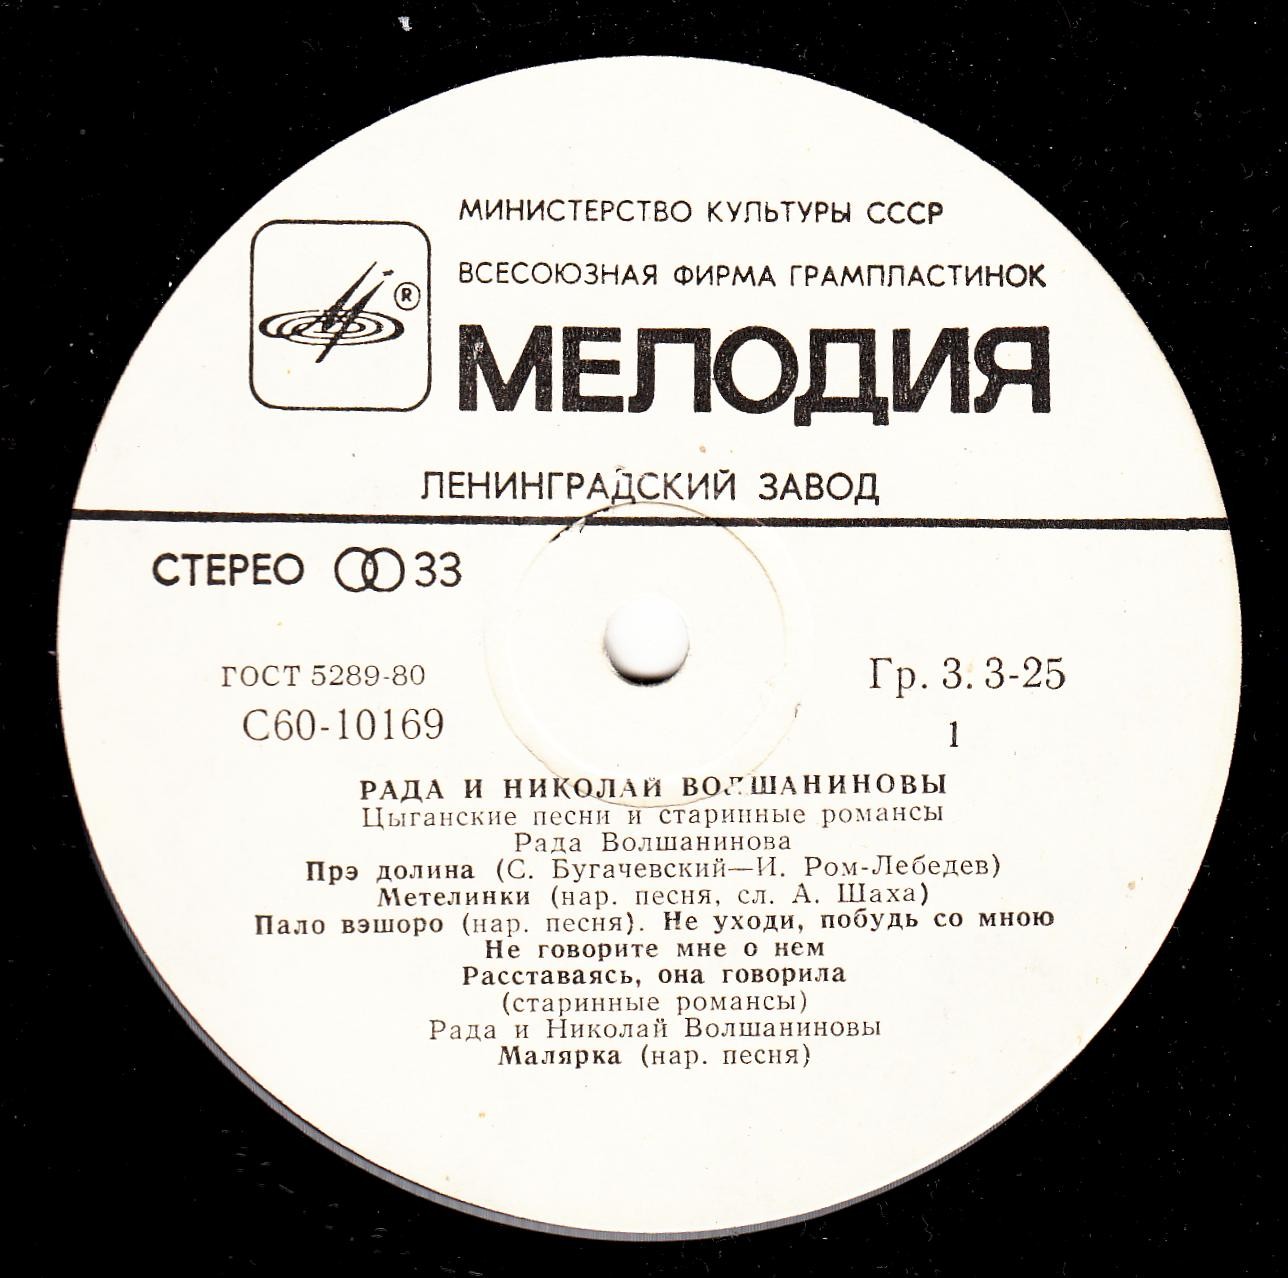 МИНИСТЕРСТВО КУЛЬТУРЫ СССР
ВСЕСОЮЗНАЯ ФИРМА ГРАМПЛАСТИНОК
®
МЕЛОДИЯ
ЛЕНИНГРАДСКИЙ ЗАВОД
СТЕРЕО 33
ГОСТ 5289-80
Гр. 3. 3-25
С60-10169
1
РАДА И НИКОЛАЙ ВОЛШАНИНОВЫ
Цыганские песни и старинные романсы
Рада Волшанинова
Прэ долина (С. Бугачевский—И. Ром-Лебедев)
Метелинки (нар. песня, сл. А. Шаха)
Пало вэшоро (нар. песня). Не уходи, побудь со мною
Не говорите мне о нем
Расставаясь, она говорила
(старинные романсы)
Рада и Николай Волшаниновы
Малярка (нар. песня)